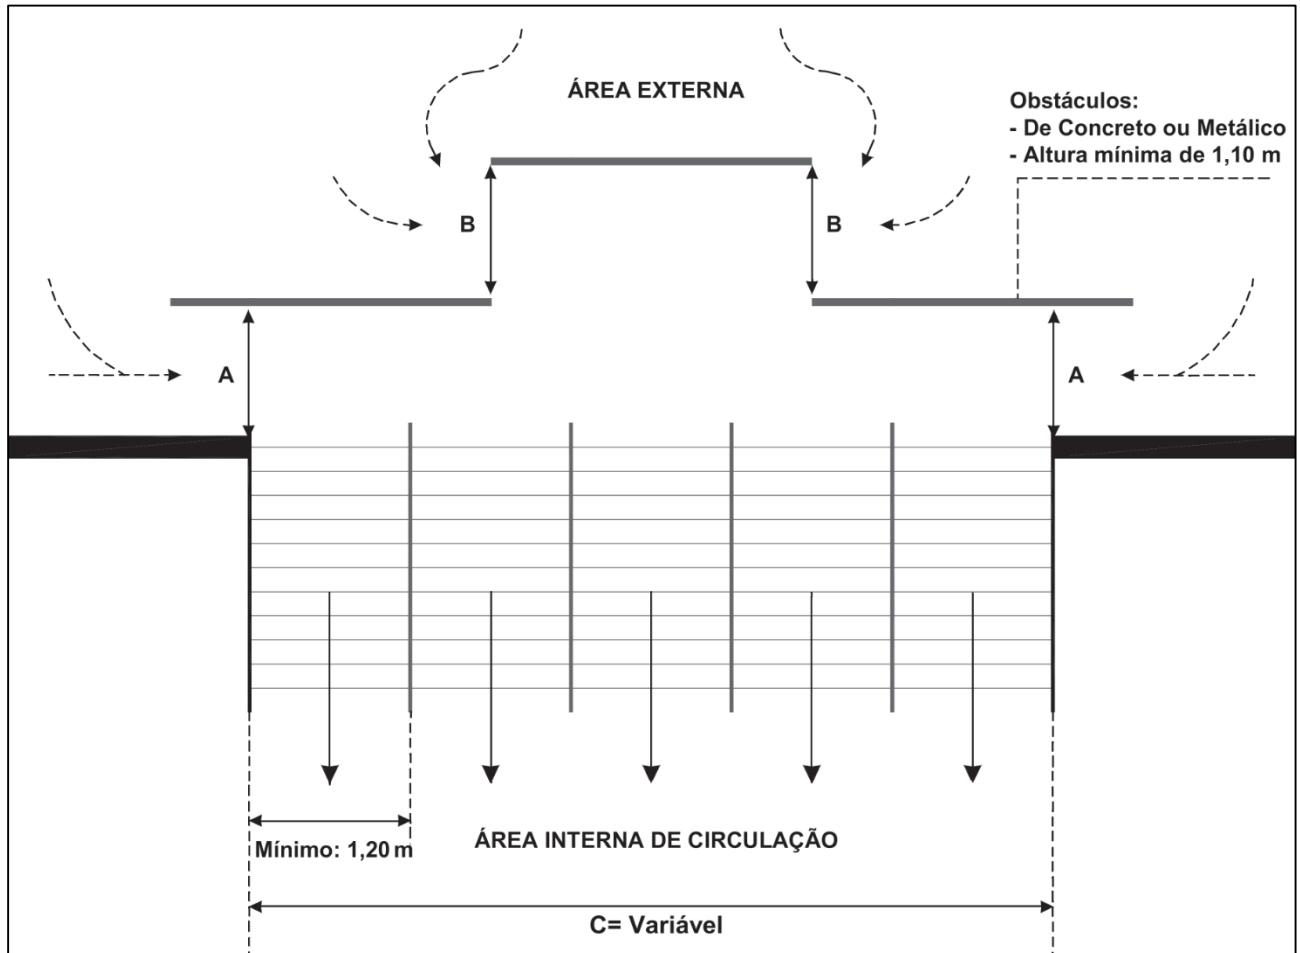 ÁREA EXTERNA
Obstáculos:
- De Concreto ou Metálico
- Altura mínima de 1,10 m
B
B
A
A
Mínimo: 1,20 m
ÁREA INTERNA DE CIRCULAÇÃO
C= Variável